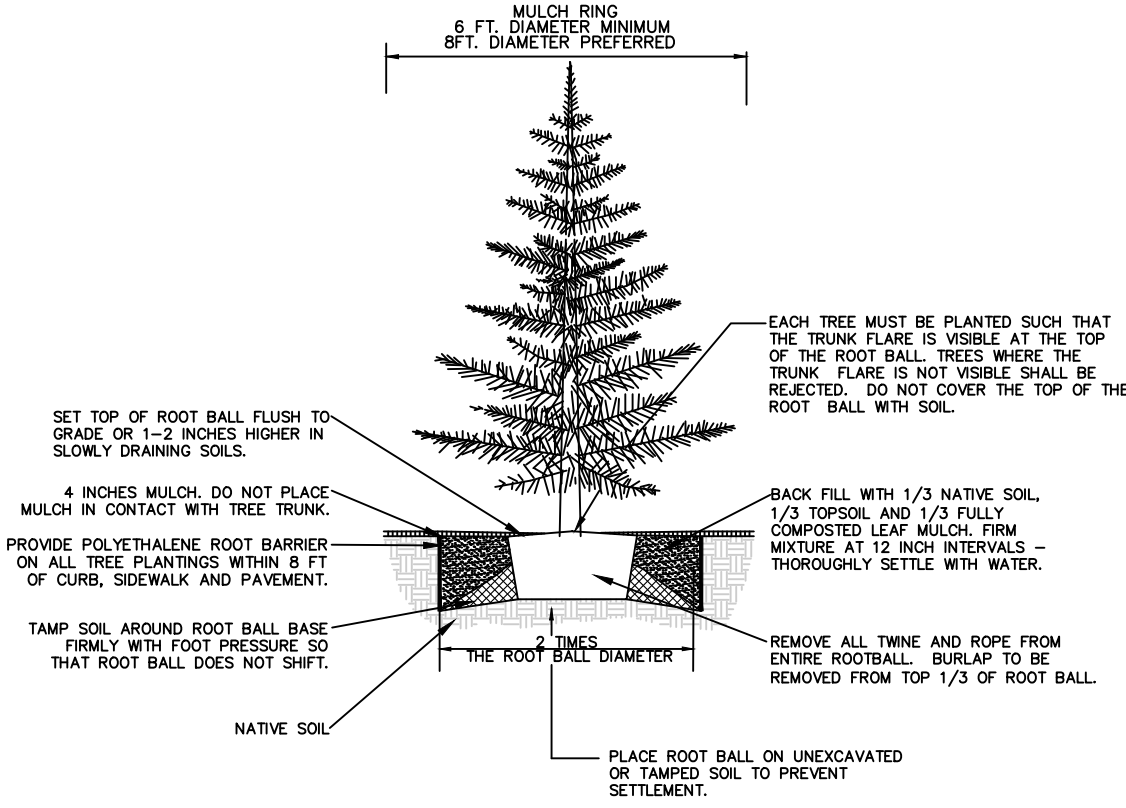 MULCH RING
6 FT. DIAMETER MINIMUM
8FT. DIAMETER PREFERRED
EACH TREE MUST BE PLANTED SUCH THAT
THE TRUNK FLARE IS VISIBLE AT THE TOP
OF THE ROOT BALL. TREES WHERE THE
TRUNK FLARE IS NOT VISIBLE SHALL BE
REJECTED. DO NOT COVER THE TOP OF THE
ROOT BALL WITH SOIL.
SET TOP OF ROOT BALL FLUSH TO
GRADE OR 1-2 INCHES HIGHER IN
SLOWLY DRAINING SOILS.
4 INCHES MULCH. DO NOT PLACE
MULCH IN CONTACT WITH TREE TRUNK.
PROVIDE POLYETHALENE ROOT BARRIER
ON ALL TREE PLANTINGS WITHIN 8 FT
OF CURB, SIDEWALK AND PAVEMENT.
TAMP SOIL AROUND ROOT BALL BASE
FIRMLY WITH FOOT PRESSURE SO
THAT ROOT BALL DOES NOT SHIFT.
NATIVE SOIL
BACK FILL WITH 1/3 NATIVE SOIL,
1/3 TOPSOIL AND 1/3 FULLY
COMPOSTED LEAF MULCH. FIRM
MIXTURE AT 12 INCH INTERVALS -
THOROUGHLY SETTLE WITH WATER.
REMOVE ALL TWINE AND ROPE FROM
ENTIRE ROOTBALL. BURLAP TO BE
REMOVED FROM TOP 1/3 OF ROOT BALL.
2 TIMES
THE ROOT BALL DIAMETER
PLACE ROOT BALL ON UNEXCAVATED
OR TAMPED SOIL TO PREVENT
SETTLEMENT.